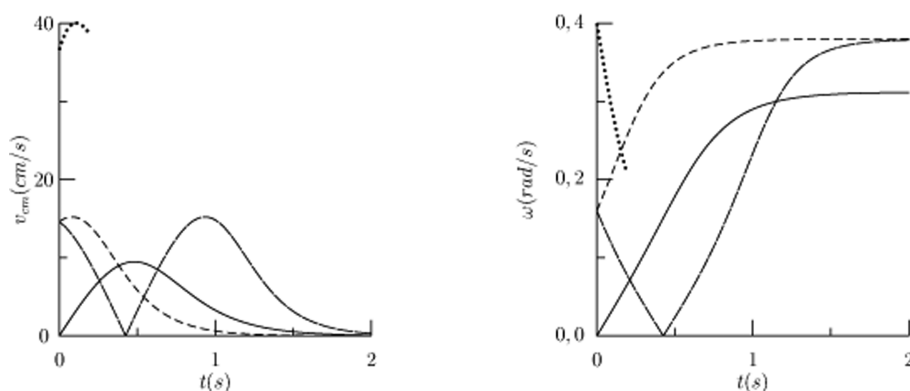 40
20
0
v_cm(cm/s)
0 1 2
t(s)
0, 4
0, 2
0, 0
ω(rad/s)
0 1 2
t(s)